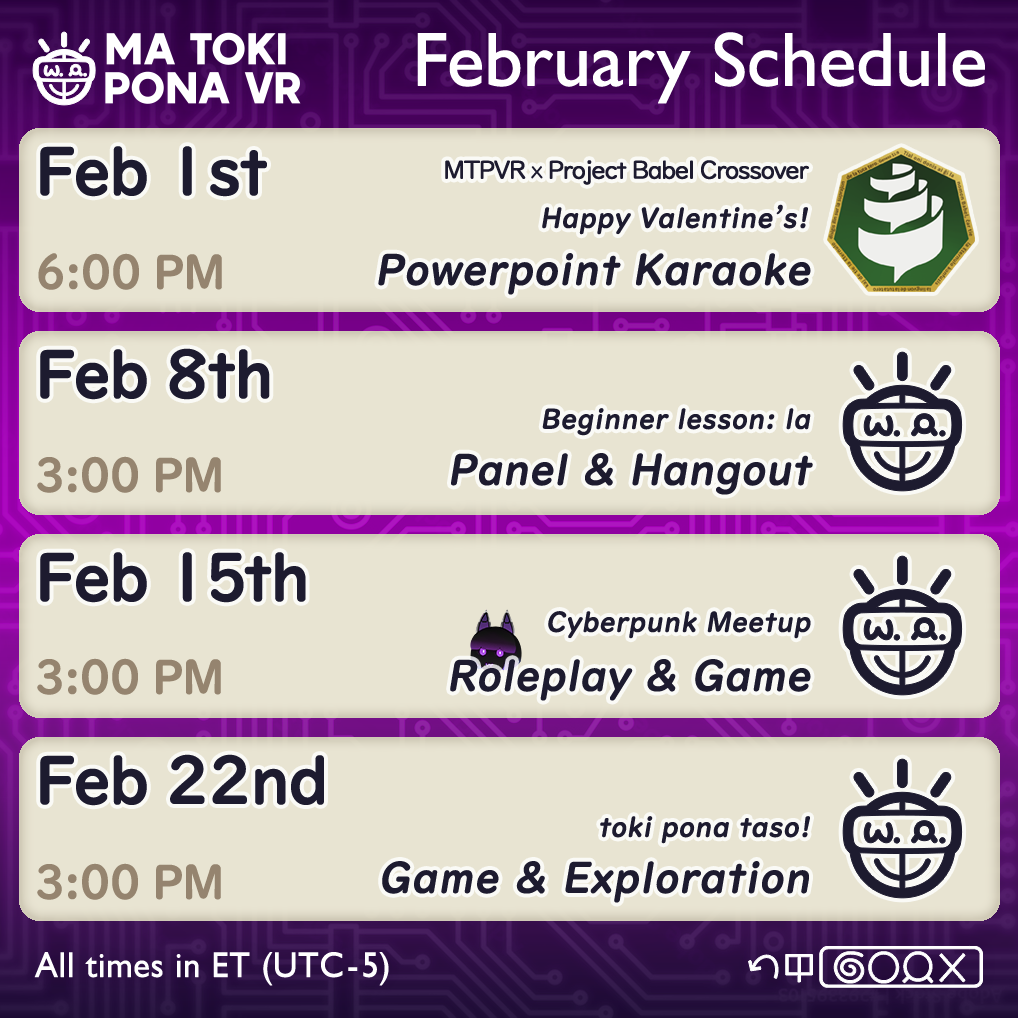 MA TOKI
PONA VR
February Schedule
Feb 1st
6:00 PM
MTPVR x Project Babel Crossover
Happy Valentine's!
Powerpoint Karaoke
Feb 8th
3:00 PM
Beginner lesson: la
Panel & Hangout
w. a.
Feb 15th
3:00 PM
Cyberpunk Meetup
Roleplay & Game
w. a.
Feb 22nd
3:00 PM
toki pona taso!
Game & Exploration
w. a.
All times in ET (UTC-5)